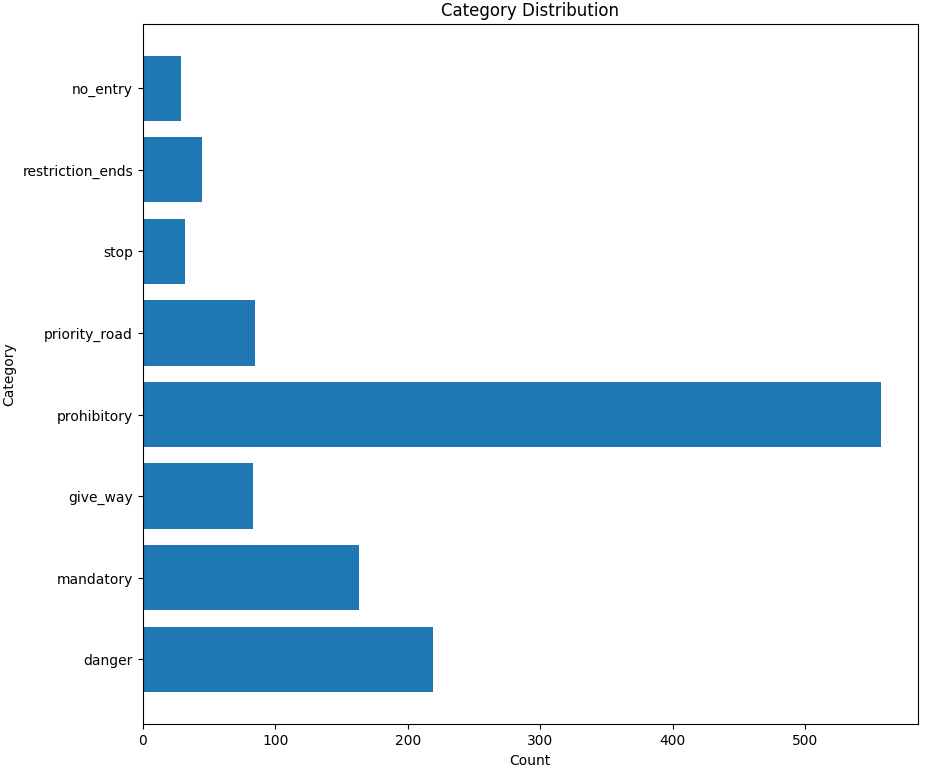 Category Distribution
no_entry
restriction_ends
stop
priority_road
prohibitory
give_way
mandatory
danger
Category
0 100 200 300 400 500
Count